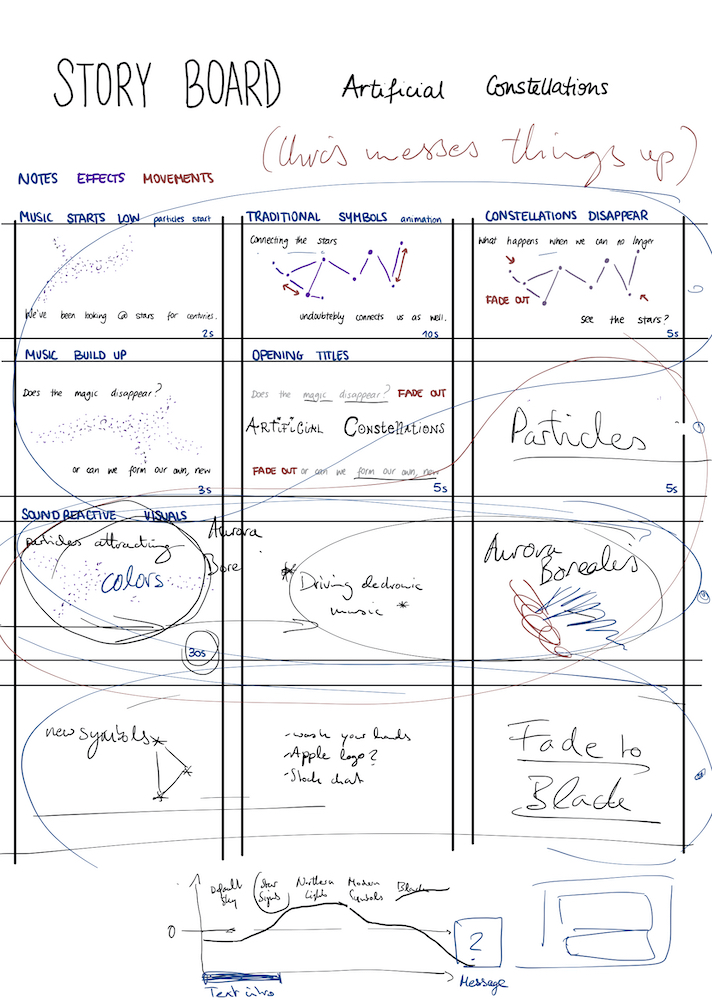 STORY BOARD Artificial Constellations
(Chris messes things up)
NOTES EFFECTS MOVEMENTS
MUSIC STARTS LOW particles start
We've been looking @ stars for centuries.
2s
TRADITIONAL SYMBOLS animation
Connecting the stars
undoubtebly connects us as well.
10s
CONSTELLATIONS DISAPPEAR
What happens when we can no longer
FADE OUT
see the stars?
5s
MUSIC BUILD UP
Does the magic disappear?
or can we form our own, new
3s
OPENING TITLES
Does the magic disappear? FADE OUT
ARTiFiCIAL CONSTEllATIONS
FADE OUT or can we form our own, new
5s
Particles
5s
SOUND REACTIVE VISUALS
particles attracting
colors
30s
Aurora
Bore
* Driving electronic
music *
Aurora
Borealis
new symbols
- wash your hands
- Apple logo?
- Stock chart
Fade to
Black
Default
Sky
Star
Signs
Northern
Lights
Modern
Symbols
Black
0
?
Text intro
Message